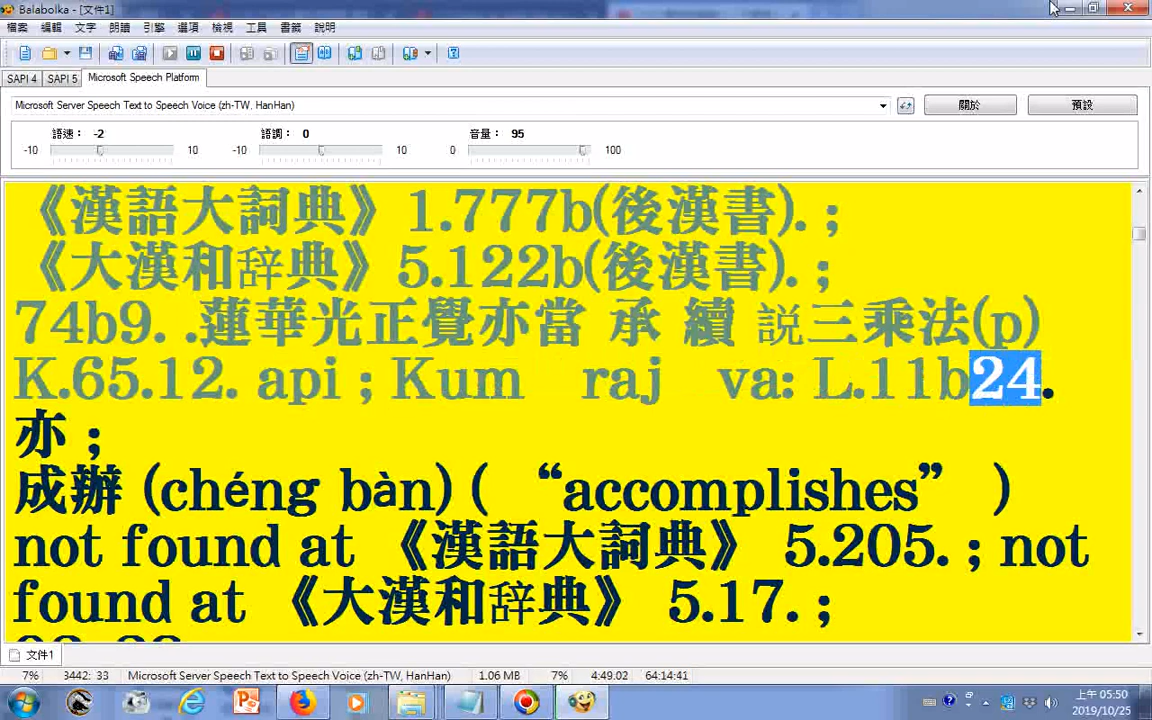 Balabolka - [文件1]
檔案 編輯 文字 朗讀 引擎 選項 檢視 工具 書籤 說明
SAPI 4 SAPI 5 Microsoft Speech Platform
Microsoft Server Speech Text to Speech Voice (zh-TW, HanHan) 關於 預設
語速： -2 語調： 0 音量： 95
-10 10 -10 10 0 100
《漢語大詞典》 1.777b(後漢書). ;
《大漢和辞典》 5.122b(後漢書). ;
74b9. .蓮華光正覺亦當 承 續 説三乘法(p)
K.65.12. api ; Kum raj va: L.11b24.
亦 ;
成辦 (chéng bàn) ( “accomplishes” )
not found at 《漢語大詞典》 5.205. ; not
found at 《大漢和辞典》 5.17. ;
文件1
7% 3442: 33 Microsoft Server Speech Text to Speech Voice (zh-TW, HanHan) 1.06 MB 7% 4:49.02 64:14:41
上午 05:50
2019/10/25